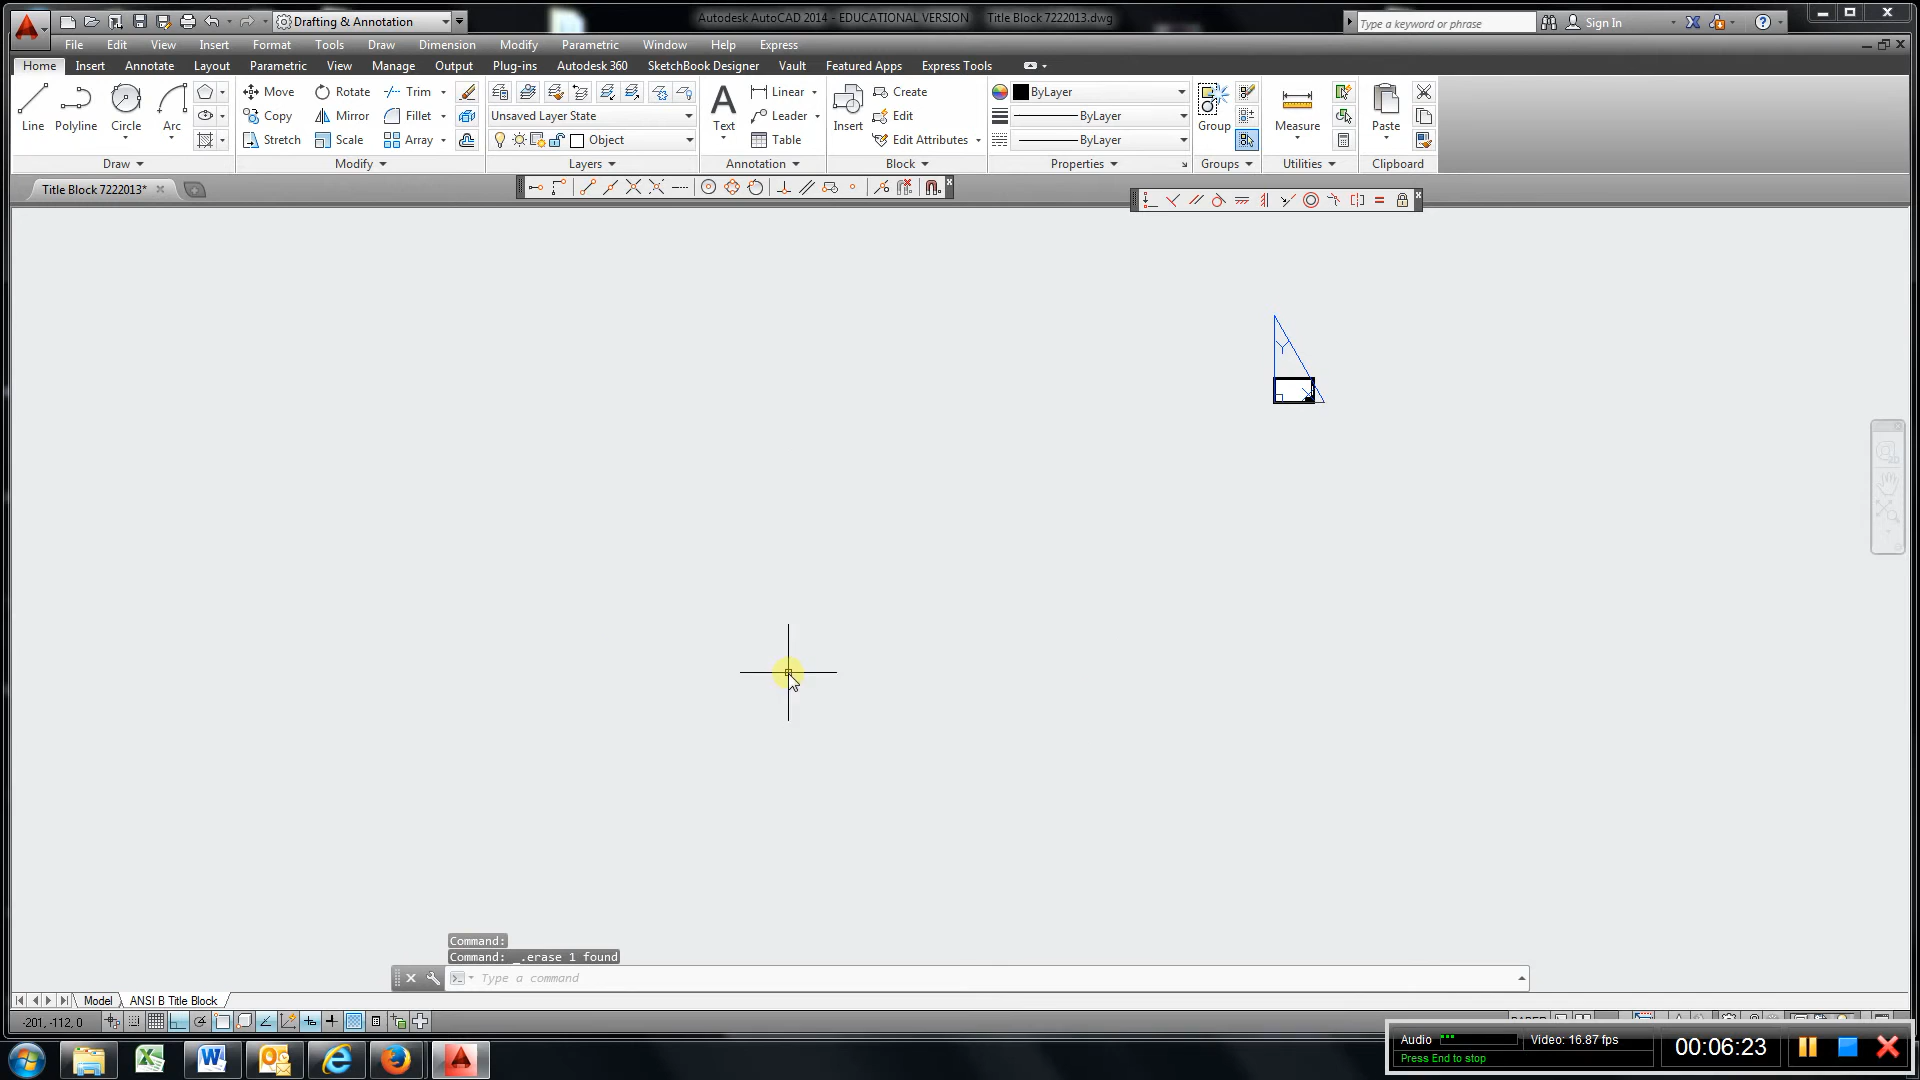 Drafting & Annotation
Autodesk AutoCAD 2014 - EDUCATIONAL VERSION Title Block 7222013.dwg
Type a keyword or phrase
Sign In
File Edit View Insert Format Tools Draw Dimension Modify Parametric Window Help Express
Home Insert Annotate Layout Parametric View Manage Output Plug-ins Autodesk 360 SketchBook Designer Vault Featured Apps Express Tools
Line Polyline Circle Arc
Move Rotate Trim
Copy Mirror Fillet
Stretch Scale Array
Unsaved Layer State
Object
Text
Linear
Leader
Table
Insert
Create
Edit
Edit Attributes
ByLayer
ByLayer
ByLayer
Group
Measure
Paste
Draw Modify Layers Annotation Block Properties Groups Utilities Clipboard
Title Block 7222013*
Y
X
Command:
Command: _.erase 1 found
Type a command
Model ANSI B Title Block
-201, -112, 0
Audio
Video: 16.87 fps
Press End to stop
00:06:23